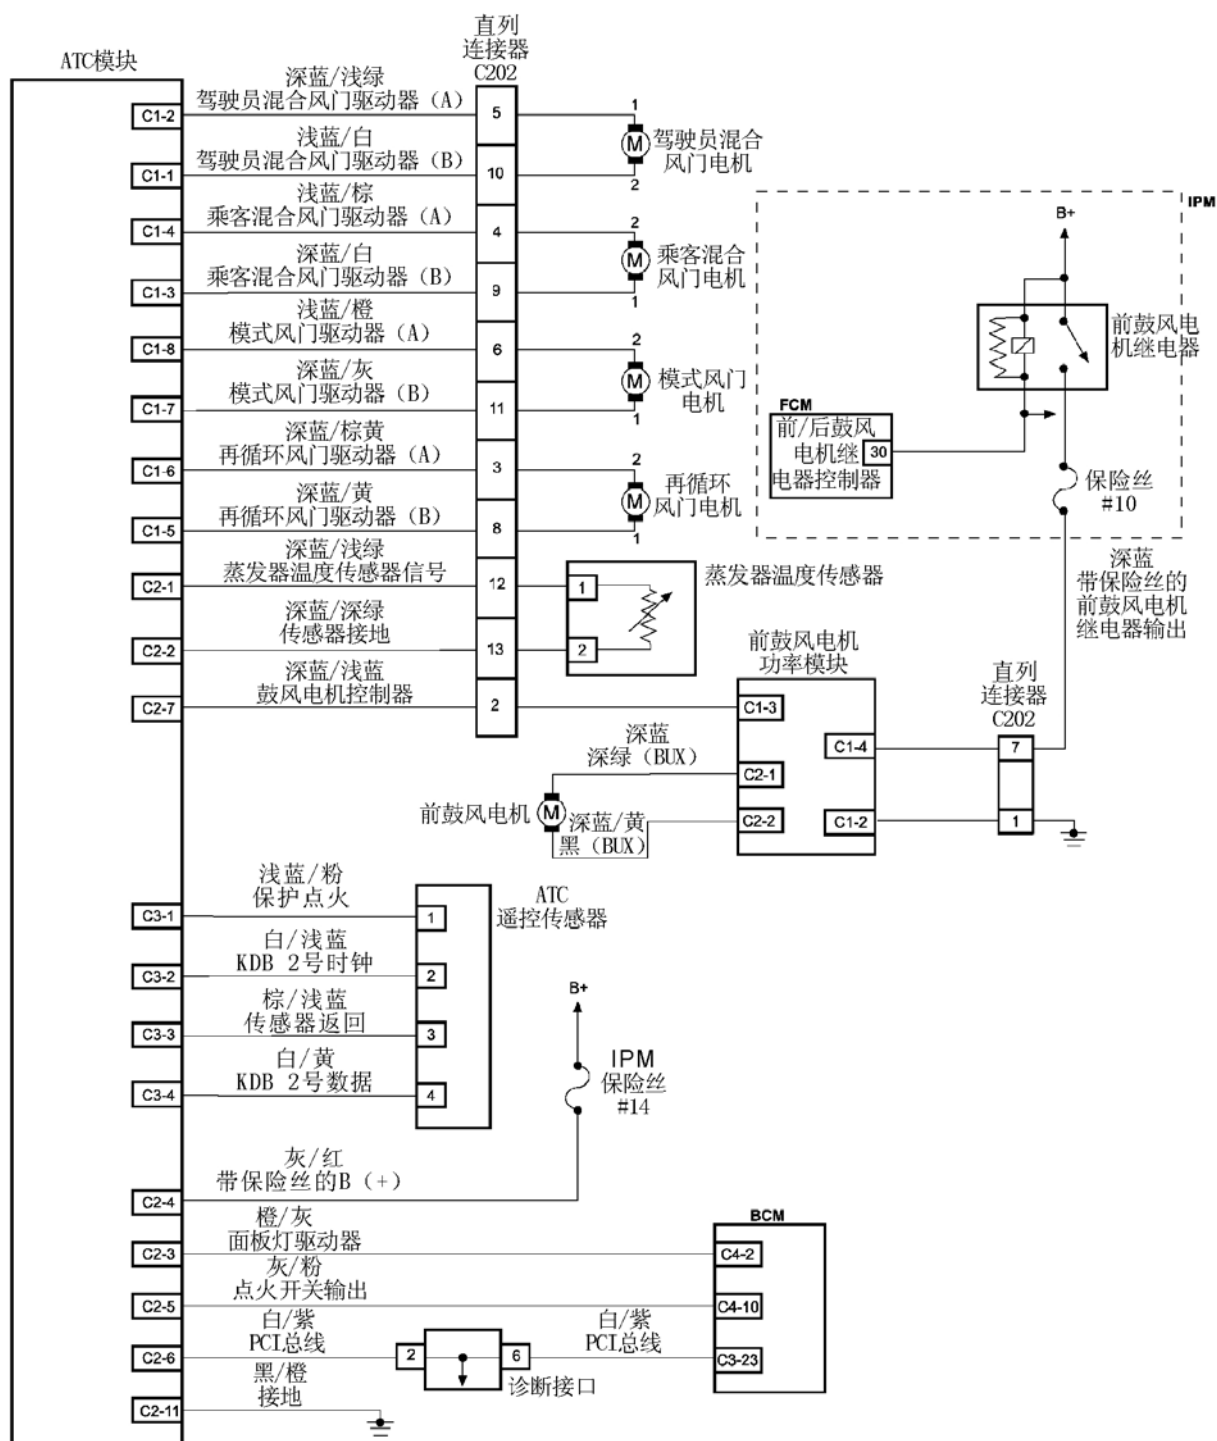 直列
连接器
C202
ATC模块
深蓝/浅绿
C1-2
驾驶员混合风门驱动器（A）
5
1
M
驾驶员混合
风门电机
浅蓝/白
C1-1
驾驶员混合风门驱动器（B）
10
2
浅蓝/棕
C1-4
乘客混合风门驱动器（A）
4
2
M
乘客混合
风门电机
深蓝/白
C1-3
乘客混合风门驱动器（B）
9
1
浅蓝/橙
C1-8
模式风门驱动器（A）
6
2
M
模式风门
电机
深蓝/灰
C1-7
模式风门驱动器（B）
11
1
深蓝/棕黄
C1-6
再循环风门驱动器（A）
3
2
M
再循环
风门电机
深蓝/黄
C1-5
再循环风门驱动器（B）
8
1
深蓝/浅绿
C2-1
蒸发器温度传感器信号
12
1
蒸发器温度传感器
深蓝/深绿
C2-2
传感器接地
13
2
深蓝/浅蓝
C2-7
鼓风电机控制器
2
IPM
B+
前鼓风电
机继电器
FCM
前/后鼓风
电机继
电器控制器
30
保险丝
#10
深蓝
带保险丝的
前鼓风电机
继电器输出
前鼓风电机
功率模块
C1-3
C2-1
C2-2
C1-4
C1-2
直列
连接器
C202
7
1
深蓝
深绿（BUX）
前鼓风电机
M
深蓝/黄
黑（BUX）
浅蓝/粉
C3-1
保护点火
1
ATC
遥控传感器
白/浅蓝
C3-2
KDB 2号时钟
2
棕/浅蓝
C3-3
传感器返回
3
白/黄
C3-4
KDB 2号数据
4
B+
IPM
保险丝
#14
灰/红
C2-4
带保险丝的B（+）
橙/灰
C2-3
面板灯驱动器
BCM
C4-2
灰/粉
C2-5
点火开关输出
C4-10
白/紫
C2-6
PCI总线
2
6
诊断接口
白/紫
PCI总线
C3-23
黑/橙
C2-11
接地